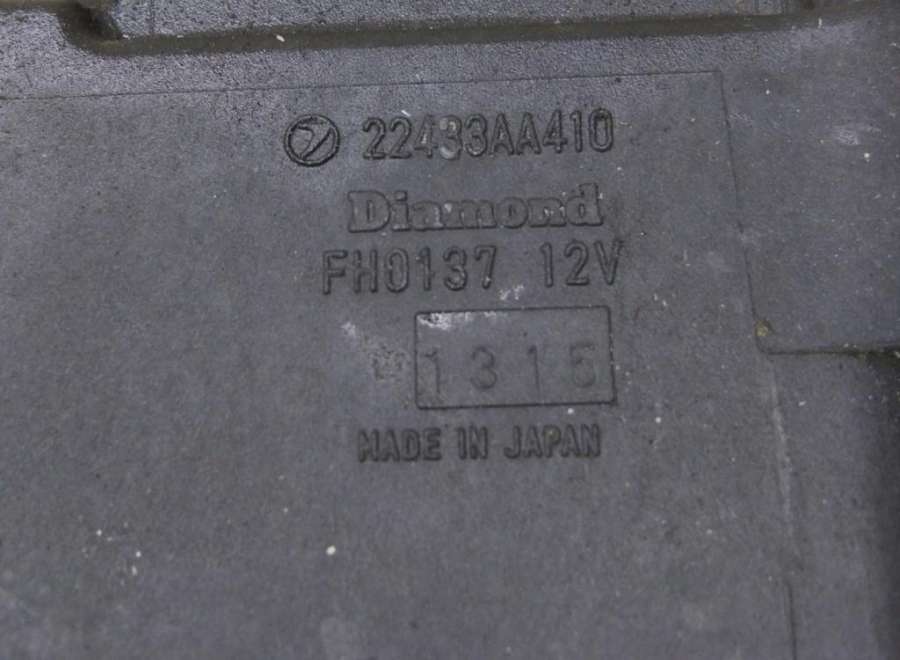 22433AA410
Diamond
FH0137 12V
1315
MADE IN JAPAN